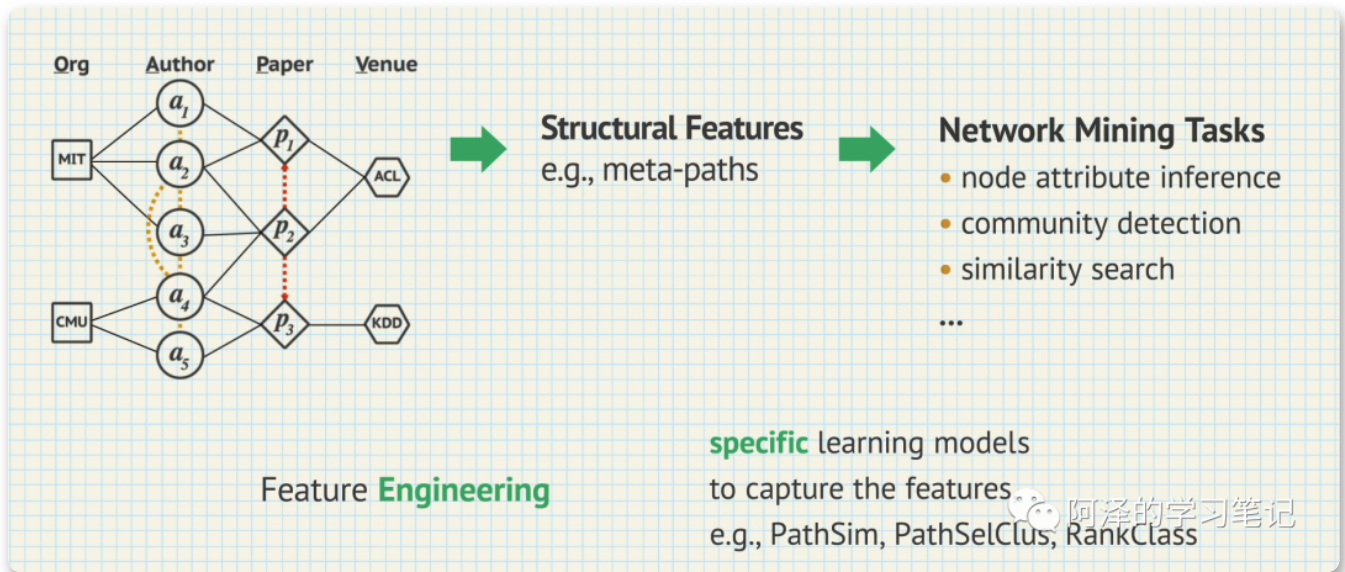 Org Author Paper Venue
a1
MIT
a2
a3
CMU
a4
a5
p1
p2
p3
ACL
KDD
Structural Features
e.g., meta-paths
Network Mining Tasks
• node attribute inference
• community detection
• similarity search
...
Feature Engineering
specific learning models
to capture the features
e.g., PathSim, PathSelClus, RankClass
阿泽的学习笔记